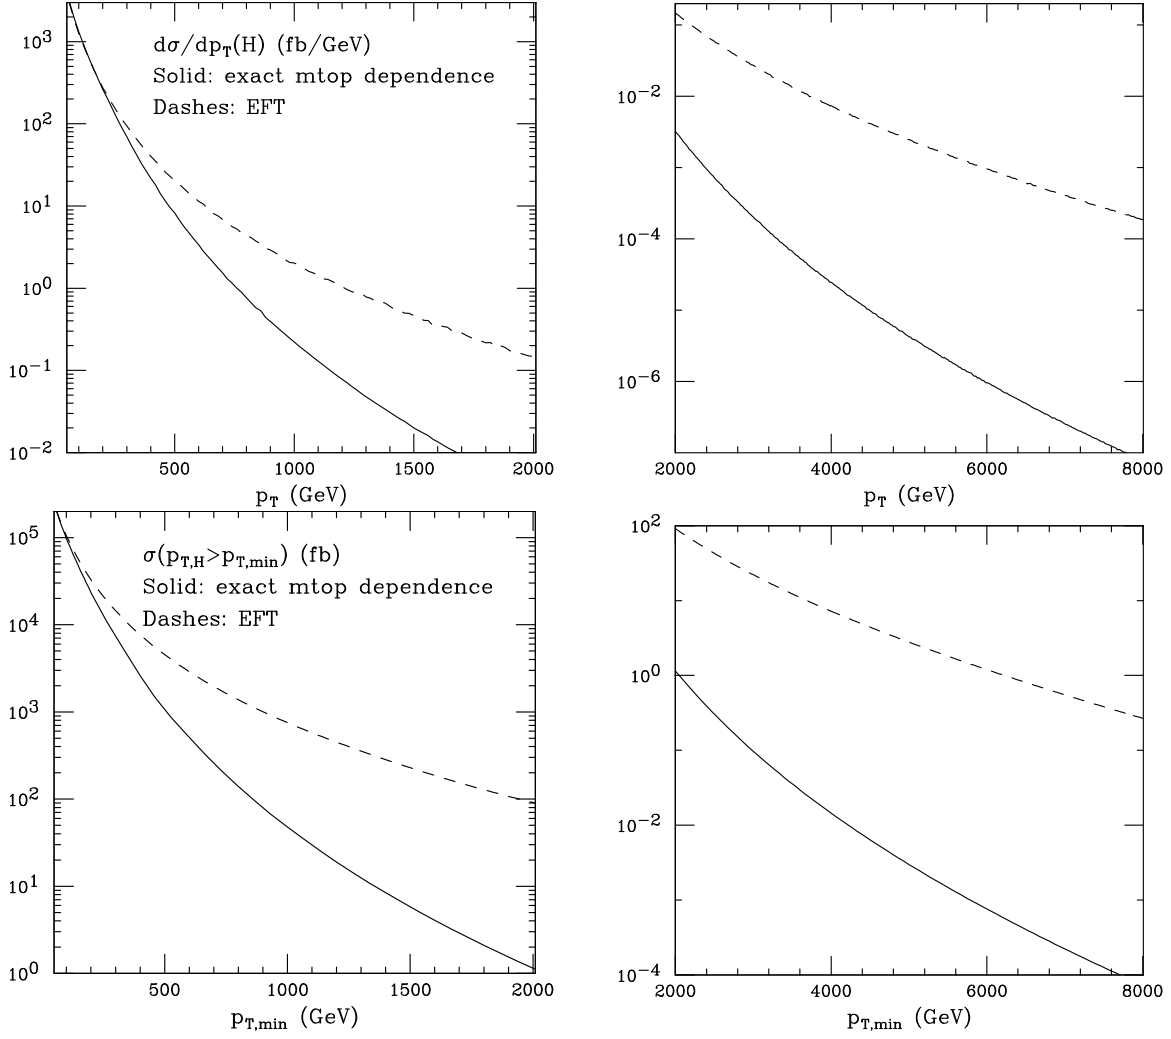 dσ/dp_T(H) (fb/GeV)
Solid: exact mtop dependence
Dashes: EFT
10^3
10^2
10^1
10^0
10^-1
10^-2
500 1000 1500 2000
p_T (GeV)
10^-2
10^-4
10^-6
2000 4000 6000 8000
p_T (GeV)
σ(p_T,H>p_T,min) (fb)
Solid: exact mtop dependence
Dashes: EFT
10^5
10^4
10^3
10^2
10^1
10^0
500 1000 1500 2000
p_T,min (GeV)
10^2
10^0
10^-2
10^-4
2000 4000 6000 8000
p_T,min (GeV)